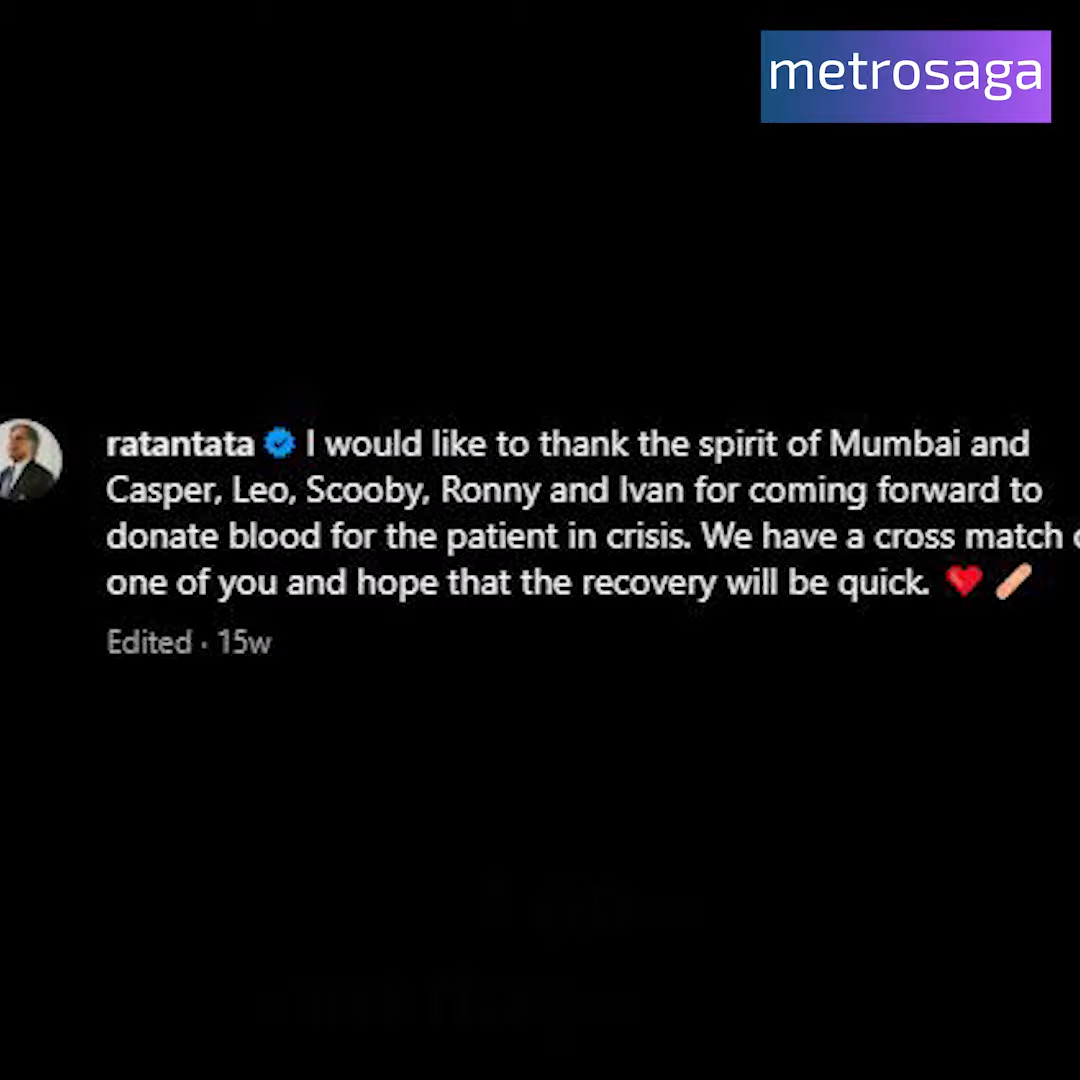 metrosaga
ratantata I would like to thank the spirit of Mumbai and
Casper, Leo, Scooby, Ronny and Ivan for coming forward to
donate blood for the patient in crisis. We have a cross match
one of you and hope that the recovery will be quick. ❤️ 🩹
Edited · 15w